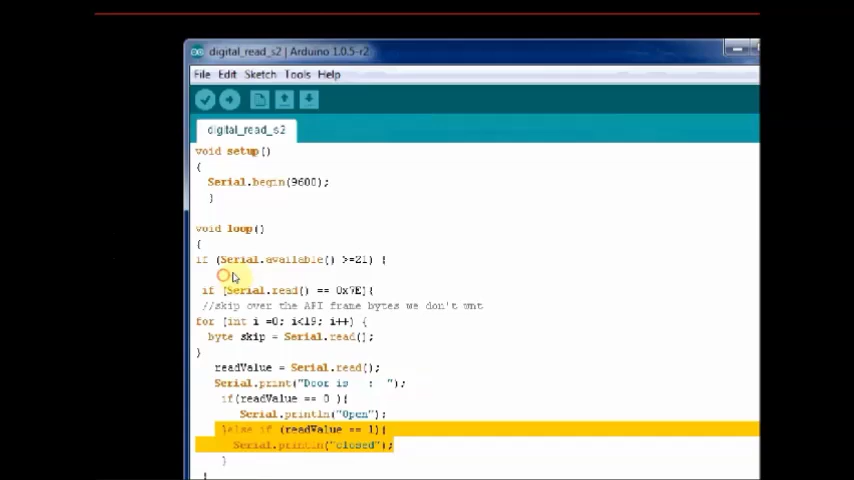 digital_read_s2 | Arduino 1.0.5-r2
File Edit Sketch Tools Help
digital_read_s2
void setup()
{
Serial.begin(9600);
}
void loop()
{
if (Serial.available() >=21) {
if (Serial.read() == 0x7E){
//skip over the API frame bytes we don't wnt
for (int i =0; i<19; i++) {
byte skip = Serial.read();
}
readValue = Serial.read();
Serial.print("Door is   :  ");
if(readValue == 0 ){
Serial.println("Open");
}else if (readValue == 1){
Serial.println("closed");
}
}